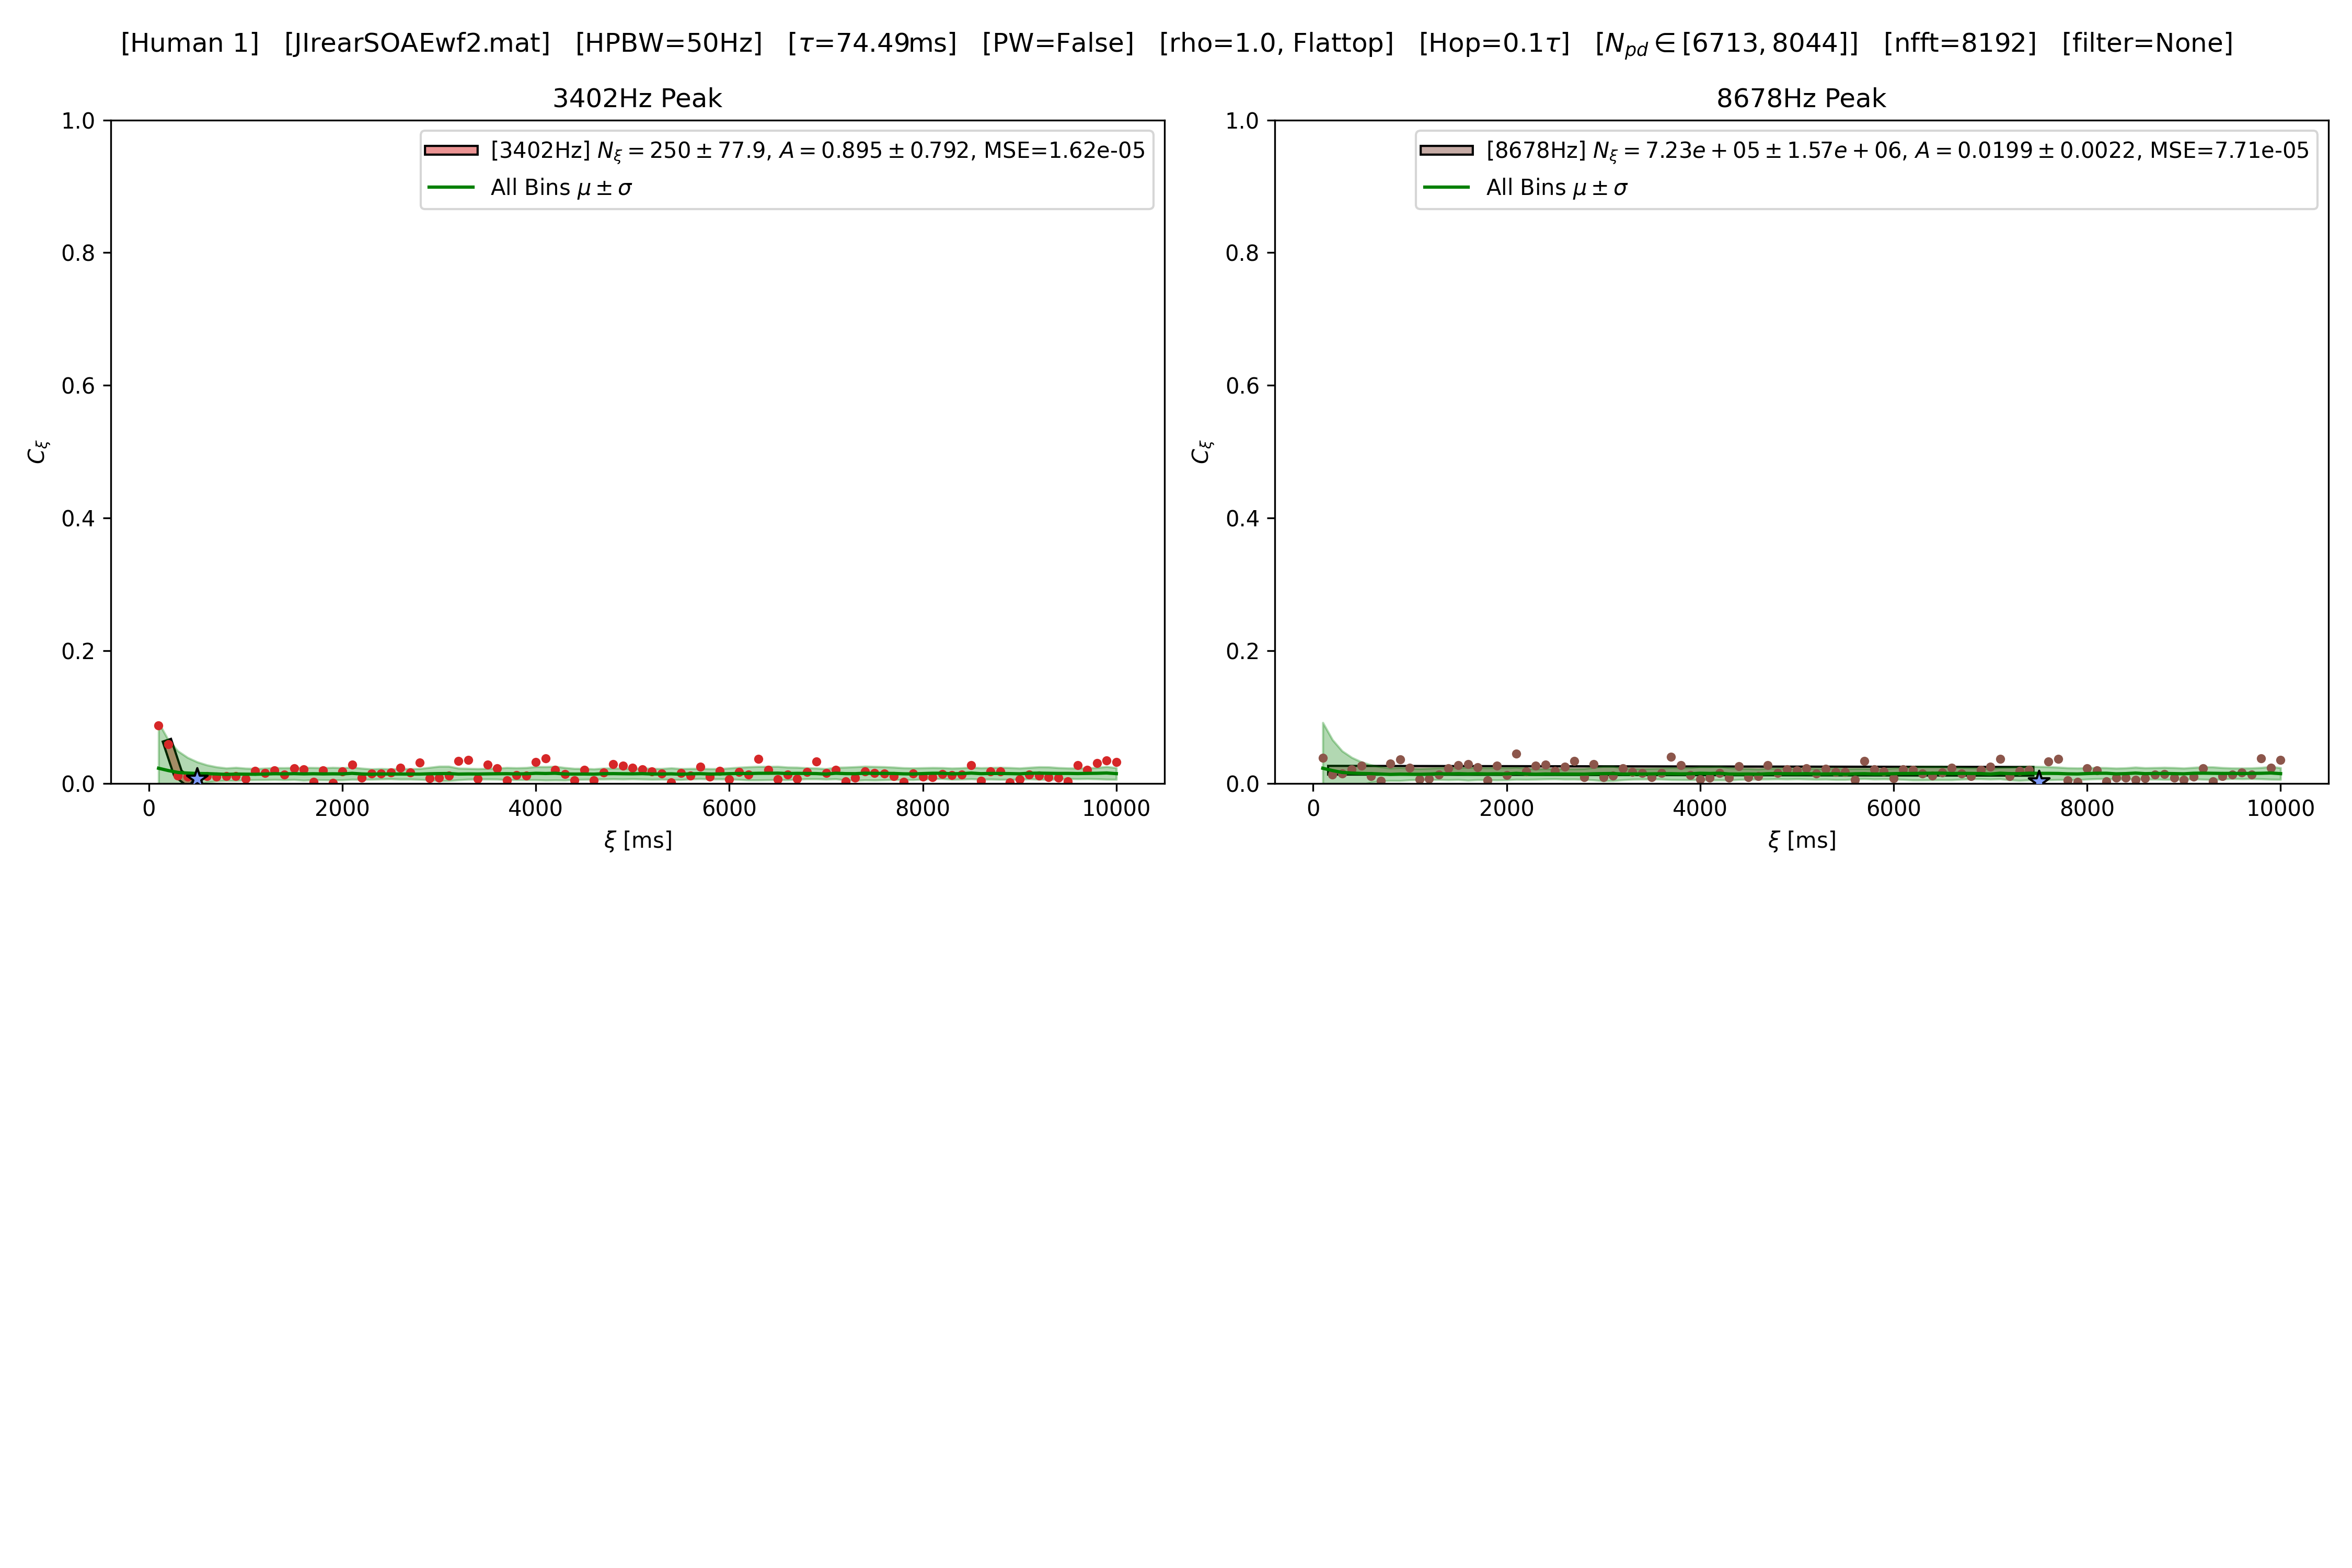 [Human 1] [JIrearSOAEwf2.mat] [HPBW=50Hz] [τ=74.49ms] [PW=False] [rho=1.0, Flattop] [Hop=0.1τ] [N_pd ∈ [6713, 8044]] [nfft=8192] [filter=None]
3402Hz Peak
[3402Hz] N_ξ = 250 ± 77.9, A = 0.895 ± 0.792, MSE=1.62e-05
All Bins μ ± σ
1.0
0.8
0.6
0.4
0.2
0.0
C_ξ
0 2000 4000 6000 8000 10000
ξ [ms]
8678Hz Peak
[8678Hz] N_ξ = 7.23e + 05 ± 1.57e + 06, A = 0.0199 ± 0.0022, MSE=7.71e-05
All Bins μ ± σ
1.0
0.8
0.6
0.4
0.2
0.0
C_ξ
0 2000 4000 6000 8000 10000
ξ [ms]